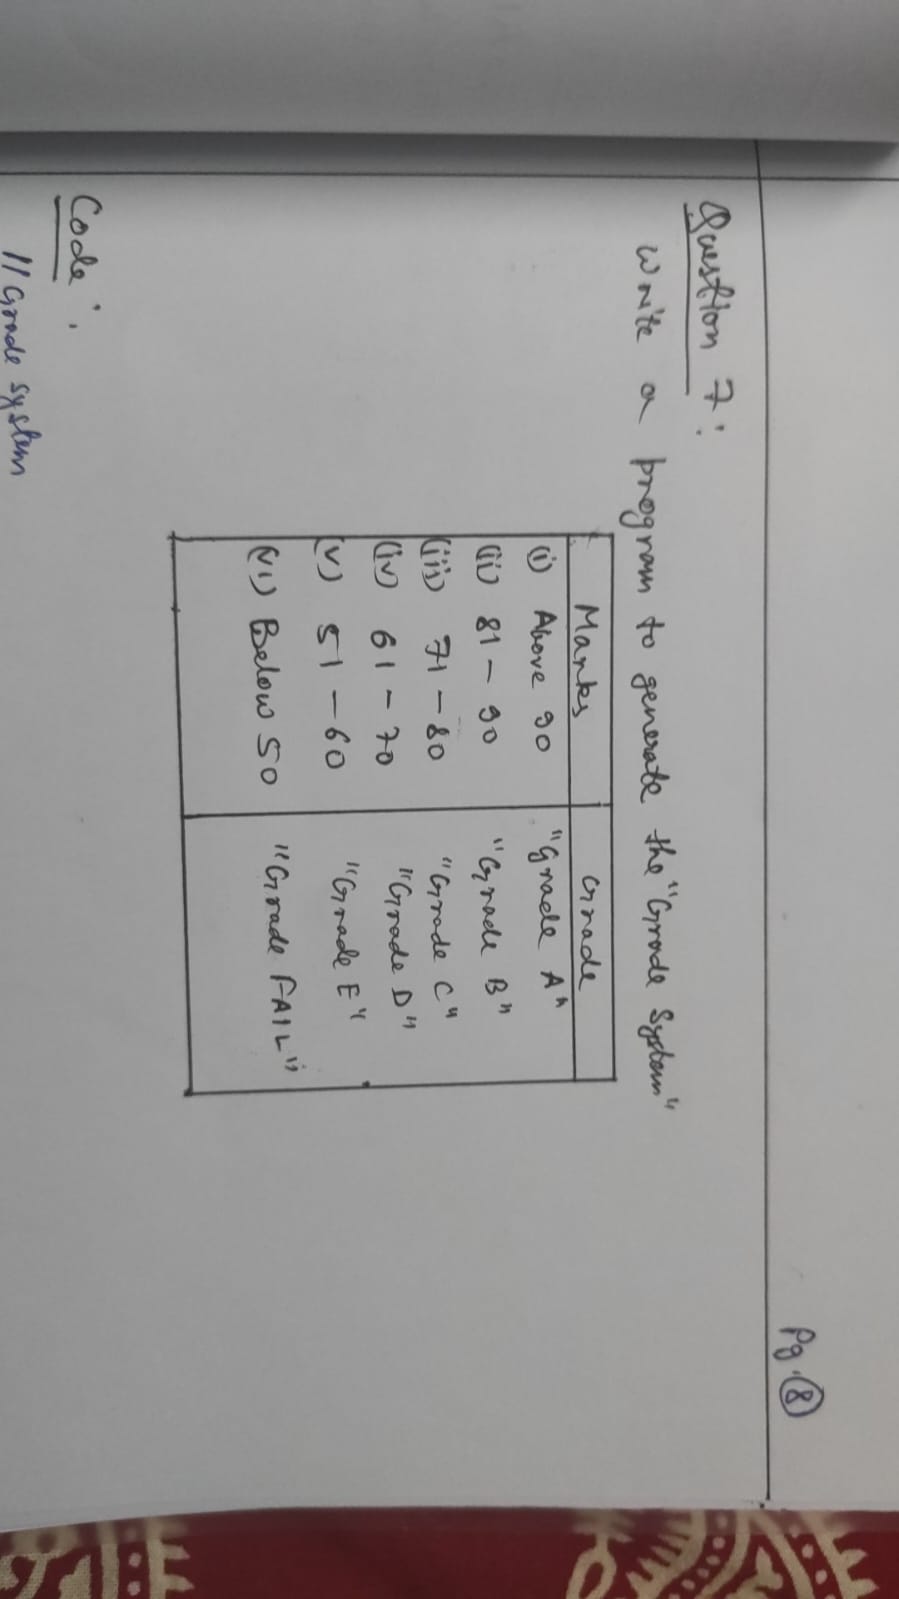 Pg. 8
Question 7:
Write a program to generate the "Grade System"
Marks Grade
(i) Above 90 "Grade A"
(ii) 81 - 90 "Grade B"
(iii) 71 - 80 "Grade C"
(iv) 61 - 70 "Grade D"
(v) 51 - 60 "Grade E"
(vi) Below 50 "Grade FAIL"
Code:
// Grade system